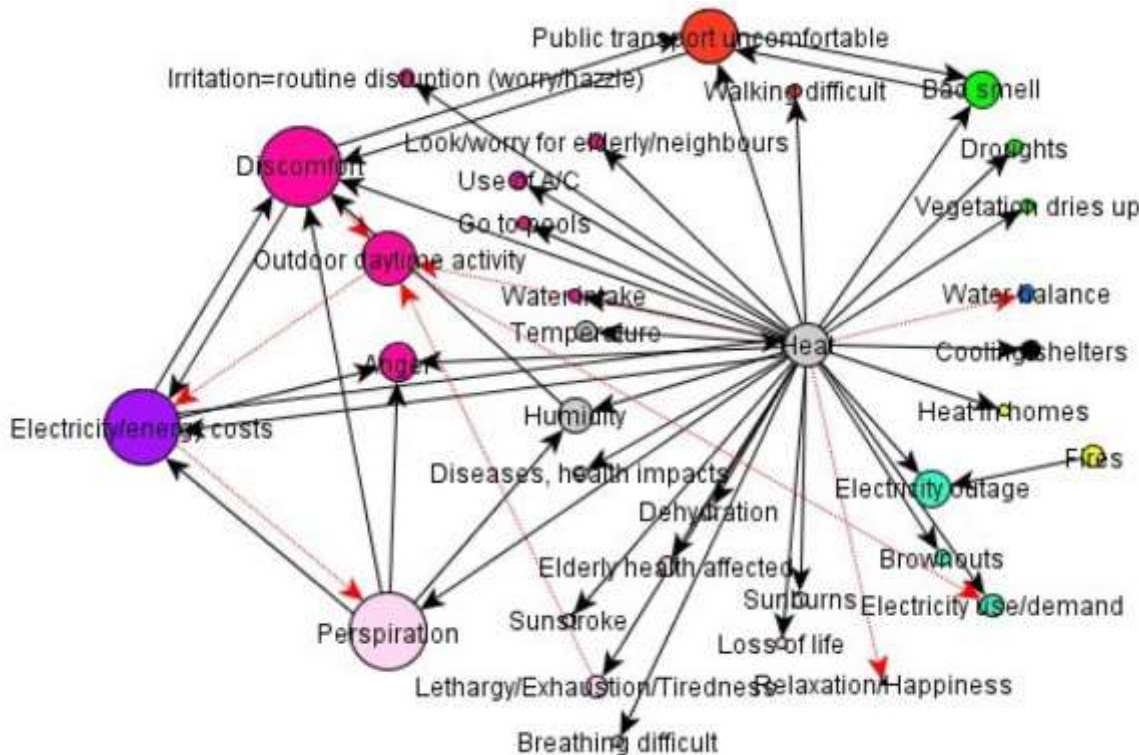 Public transport uncomfortable
Irritation=routine disruption (worry/hazzle)
Walking difficult
Bad smell
Look/worry for elderly/neighbours
Droughts
Discomfort
Use of A/C
Vegetation dries up
Go to pools
Outdoor daytime activity
Water intake
Water balance
Temperature
Heat
Cooling shelters
Anger
Heat in homes
Humidity
Electricity/energy costs
Fires
Diseases, health impacts
Electricity outage
Dehydration
Brownouts
Elderly health affected
Sunburns
Electricity use/demand
Sunstroke
Perspiration
Loss of life
Lethargy/Exhaustion/Tiredness
Relaxation/Happiness
Breathing difficult